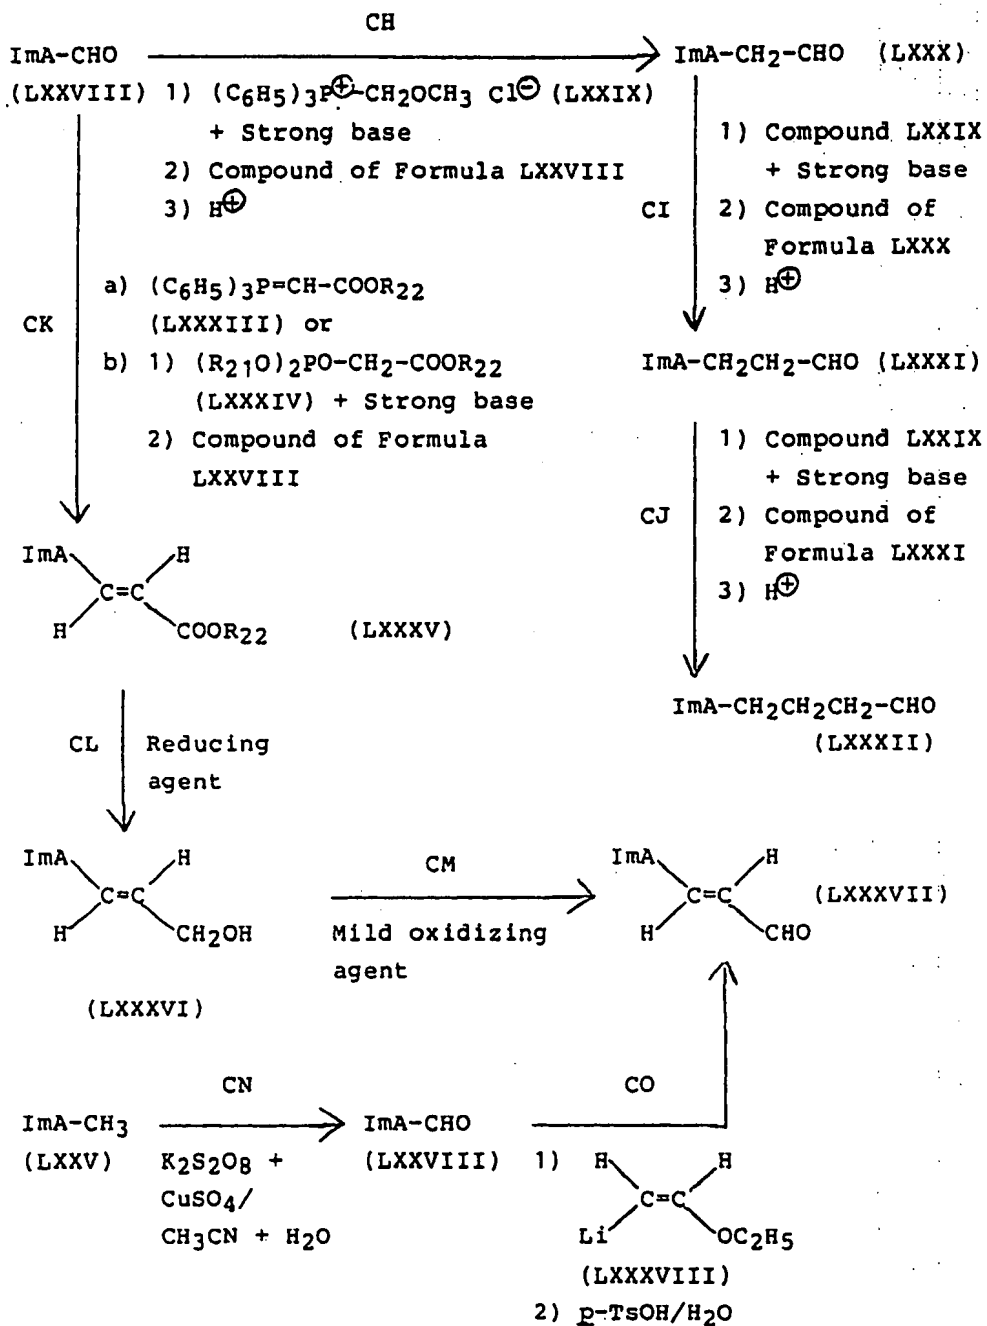 CH
ImA-CHO ImA-CH2-CHO (LXXX)
(LXXVIII) 1) (C6H5)3P⊕-CH2OCH3 Cl⊖ (LXXIX)
+ Strong base
2) Compound of Formula LXXVIII
3) H⊕
1) Compound LXXIX
+ Strong base
CI 2) Compound of
Formula LXXX
3) H⊕
a) (C6H5)3P=CH-COOR22
(LXXXIII) or
CK
b) 1) (R21O)2PO-CH2-COOR22
(LXXXIV) + Strong base
2) Compound of Formula
LXXVIII
ImA-CH2CH2-CHO (LXXXI)
1) Compound LXXIX
+ Strong base
CJ 2) Compound of
Formula LXXXI
3) H⊕
ImA H
C=C
H COOR22 (LXXXV)
ImA-CH2CH2CH2-CHO
(LXXXII)
CL Reducing
agent
ImA H
C=C
H CH2OH
(LXXXVI)
CM
Mild oxidizing
agent
ImA H
C=C (LXXXVII)
H CHO
CN CO
ImA-CH3 ImA-CHO
(LXXV) K2S2O8 + (LXXVIII) 1) H H
CuSO4/ C=C
CH3CN + H2O Li OC2H5
(LXXXVIII)
2) p-TsOH/H2O